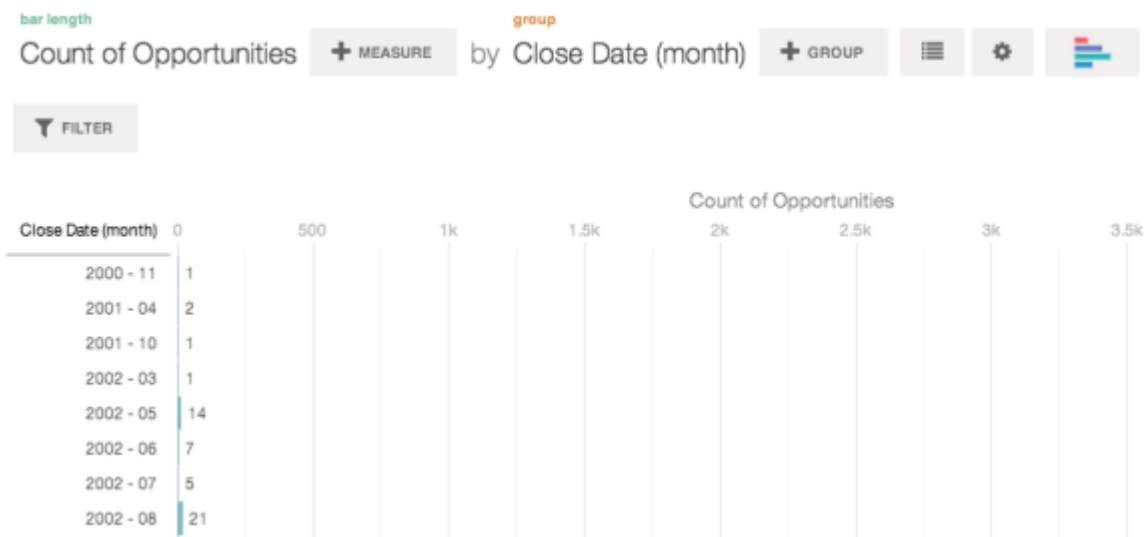 bar length group
Count of Opportunities + MEASURE by Close Date (month) + GROUP
FILTER
Count of Opportunities
Close Date (month) 0 500 1k 1.5k 2k 2.5k 3k 3.5k
2000 - 11 1
2001 - 04 2
2001 - 10 1
2002 - 03 1
2002 - 05 14
2002 - 06 7
2002 - 07 5
2002 - 08 21